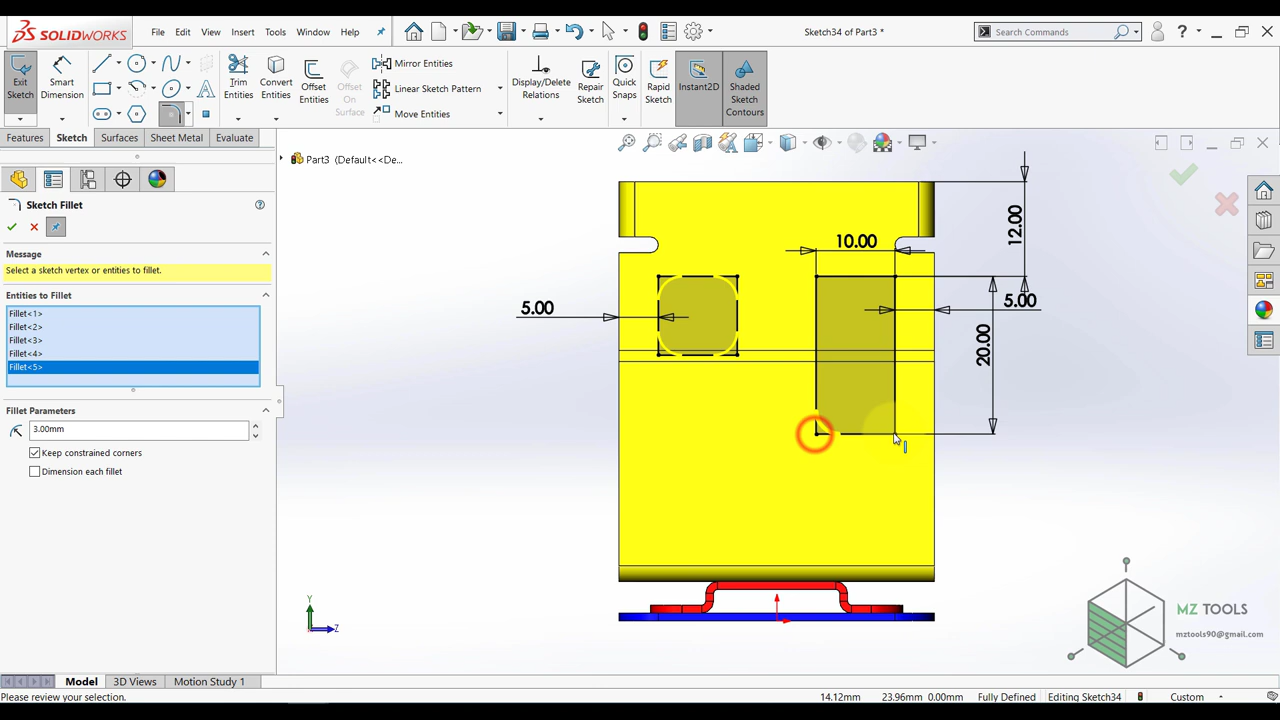 SOLIDWORKS
File Edit View Insert Tools Window Help
Sketch34 of Part3 *
Search Commands
Exit Sketch
Smart Dimension
Trim Entities
Convert Entities
Offset Entities
Offset On Surface
Mirror Entities
Linear Sketch Pattern
Move Entities
Display/Delete Relations
Repair Sketch
Quick Snaps
Rapid Sketch
Instant2D
Shaded Sketch Contours
Features Sketch Surfaces Sheet Metal Evaluate
Part3 (Default<<De...
Sketch Fillet
Message
Select a sketch vertex or entities to fillet.
Entities to Fillet
Fillet<1>
Fillet<2>
Fillet<3>
Fillet<4>
Fillet<5>
Fillet Parameters
3.00mm
Keep constrained corners
Dimension each fillet
12.00
10.00
5.00
5.00
20.00
Y
Z
MZ TOOLS
mztools90@gmail.com
Model 3D Views Motion Study 1
Please review your selection.
14.12mm 23.96mm 0.00mm Fully Defined Editing Sketch34 Custom